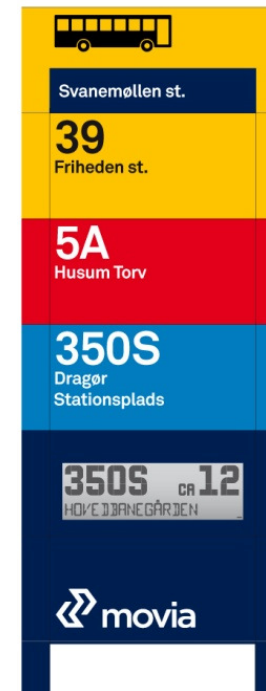 Svanemøllen st.
39
Friheden st.
5A
Husum Torv
350S
Dragør
Stationsplads
350S CA 12
HOVEDBANEGÅRDEN
movia